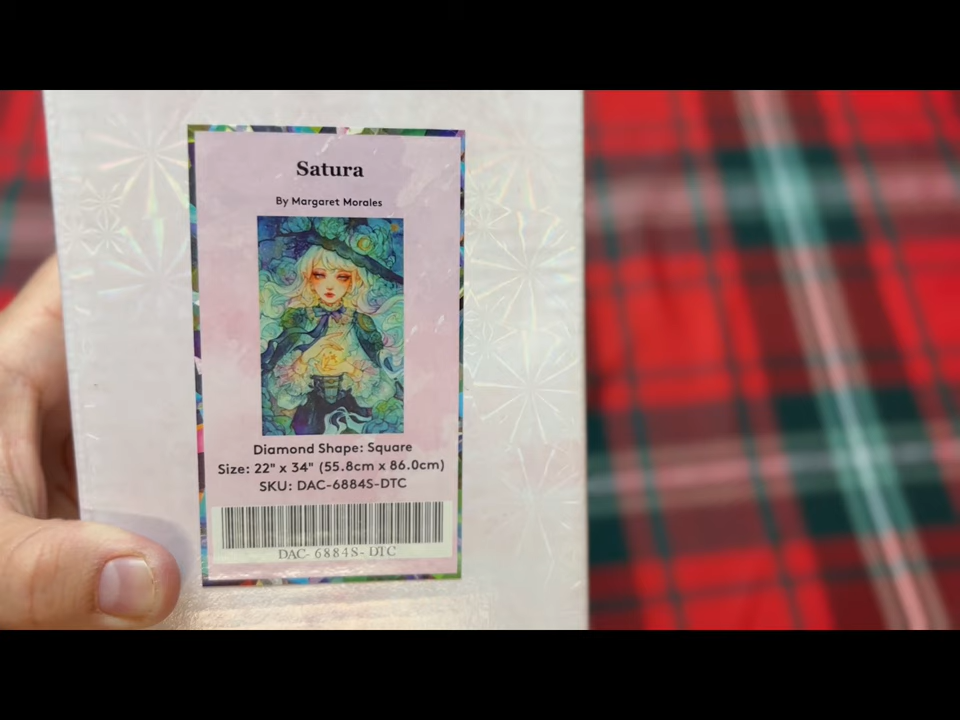 Satura
By Margaret Morales
Diamond Shape: Square
Size: 22" x 34" (55.8cm x 86.0cm)
SKU: DAC-6884S-DTC
DAC-6884S-DTC